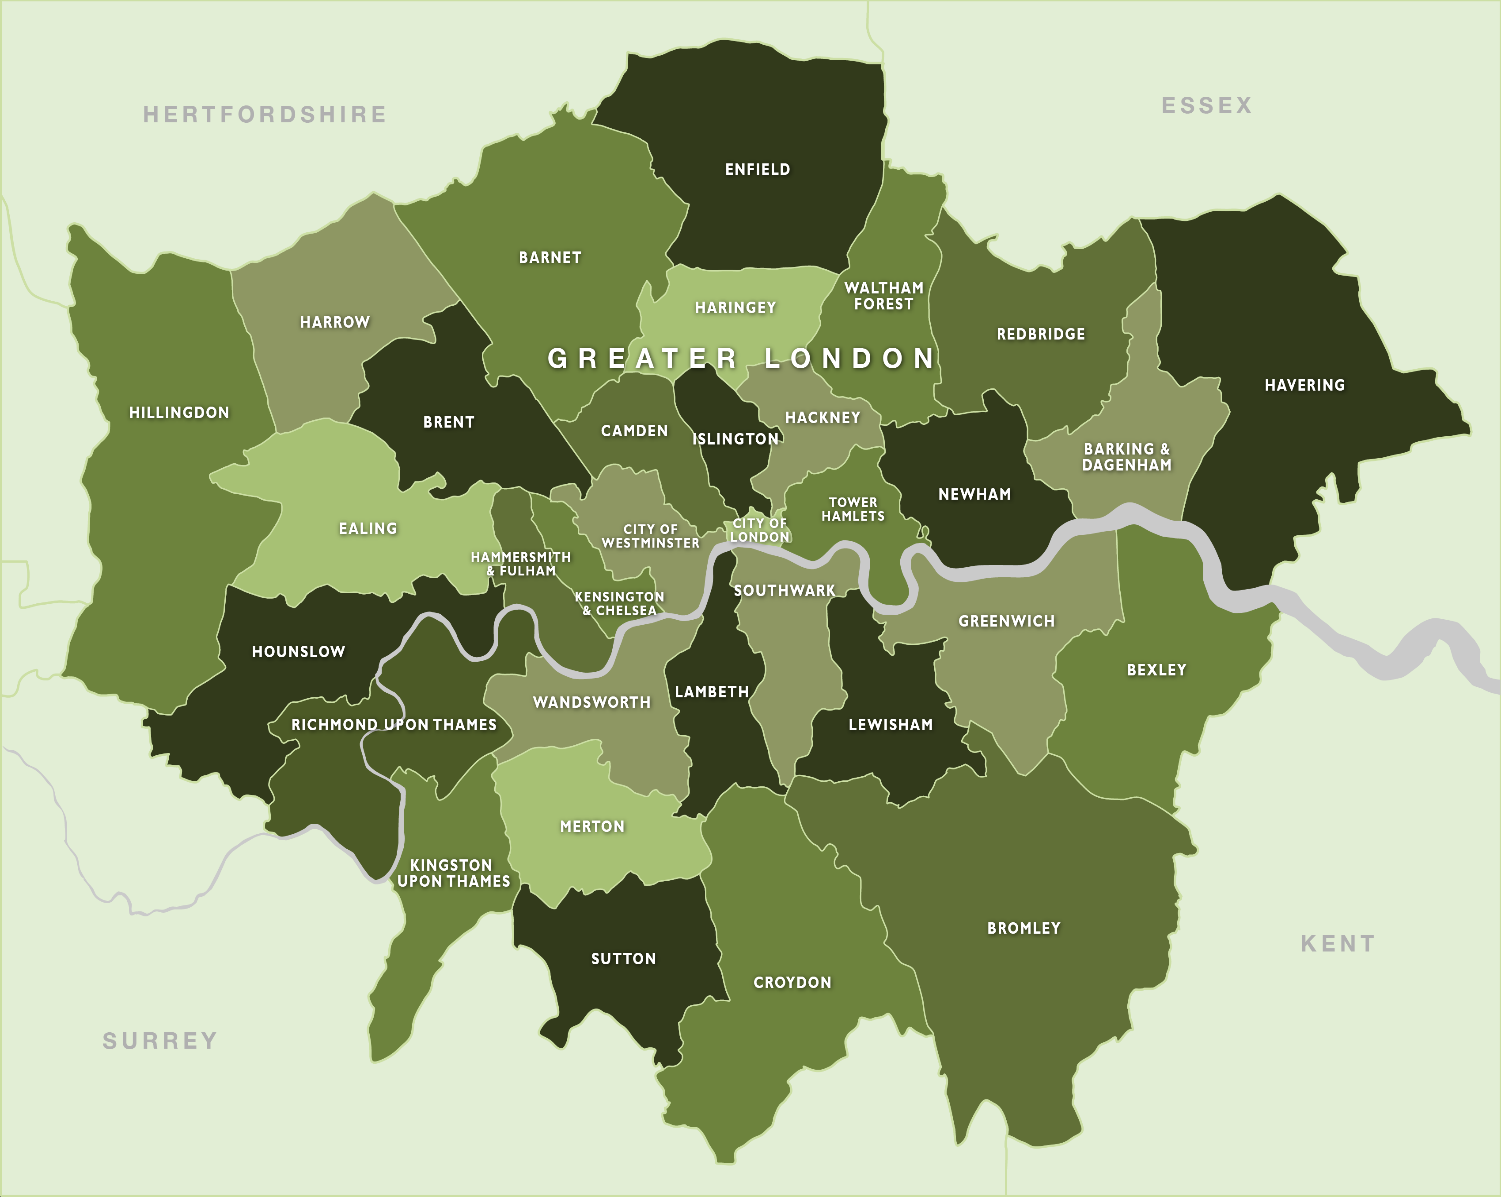 HERTFORDSHIRE
ESSEX
ENFIELD
BARNET
WALTHAM
FOREST
HARINGEY
HARROW
REDBRIDGE
GREATER LONDON
HAVERING
HILLINGDON
BRENT
CAMDEN
ISLINGTON
HACKNEY
BARKING &
DAGENHAM
NEWHAM
TOWER
HAMLETS
EALING
CITY OF
WESTMINSTER
CITY OF
LONDON
HAMMERSMITH
& FULHAM
KENSINGTON
& CHELSEA
SOUTHWARK
GREENWICH
HOUNSLOW
BEXLEY
LAMBETH
WANDSWORTH
RICHMOND UPON THAMES
LEWISHAM
MERTON
KINGSTON
UPON THAMES
BROMLEY
KENT
SUTTON
CROYDON
SURREY